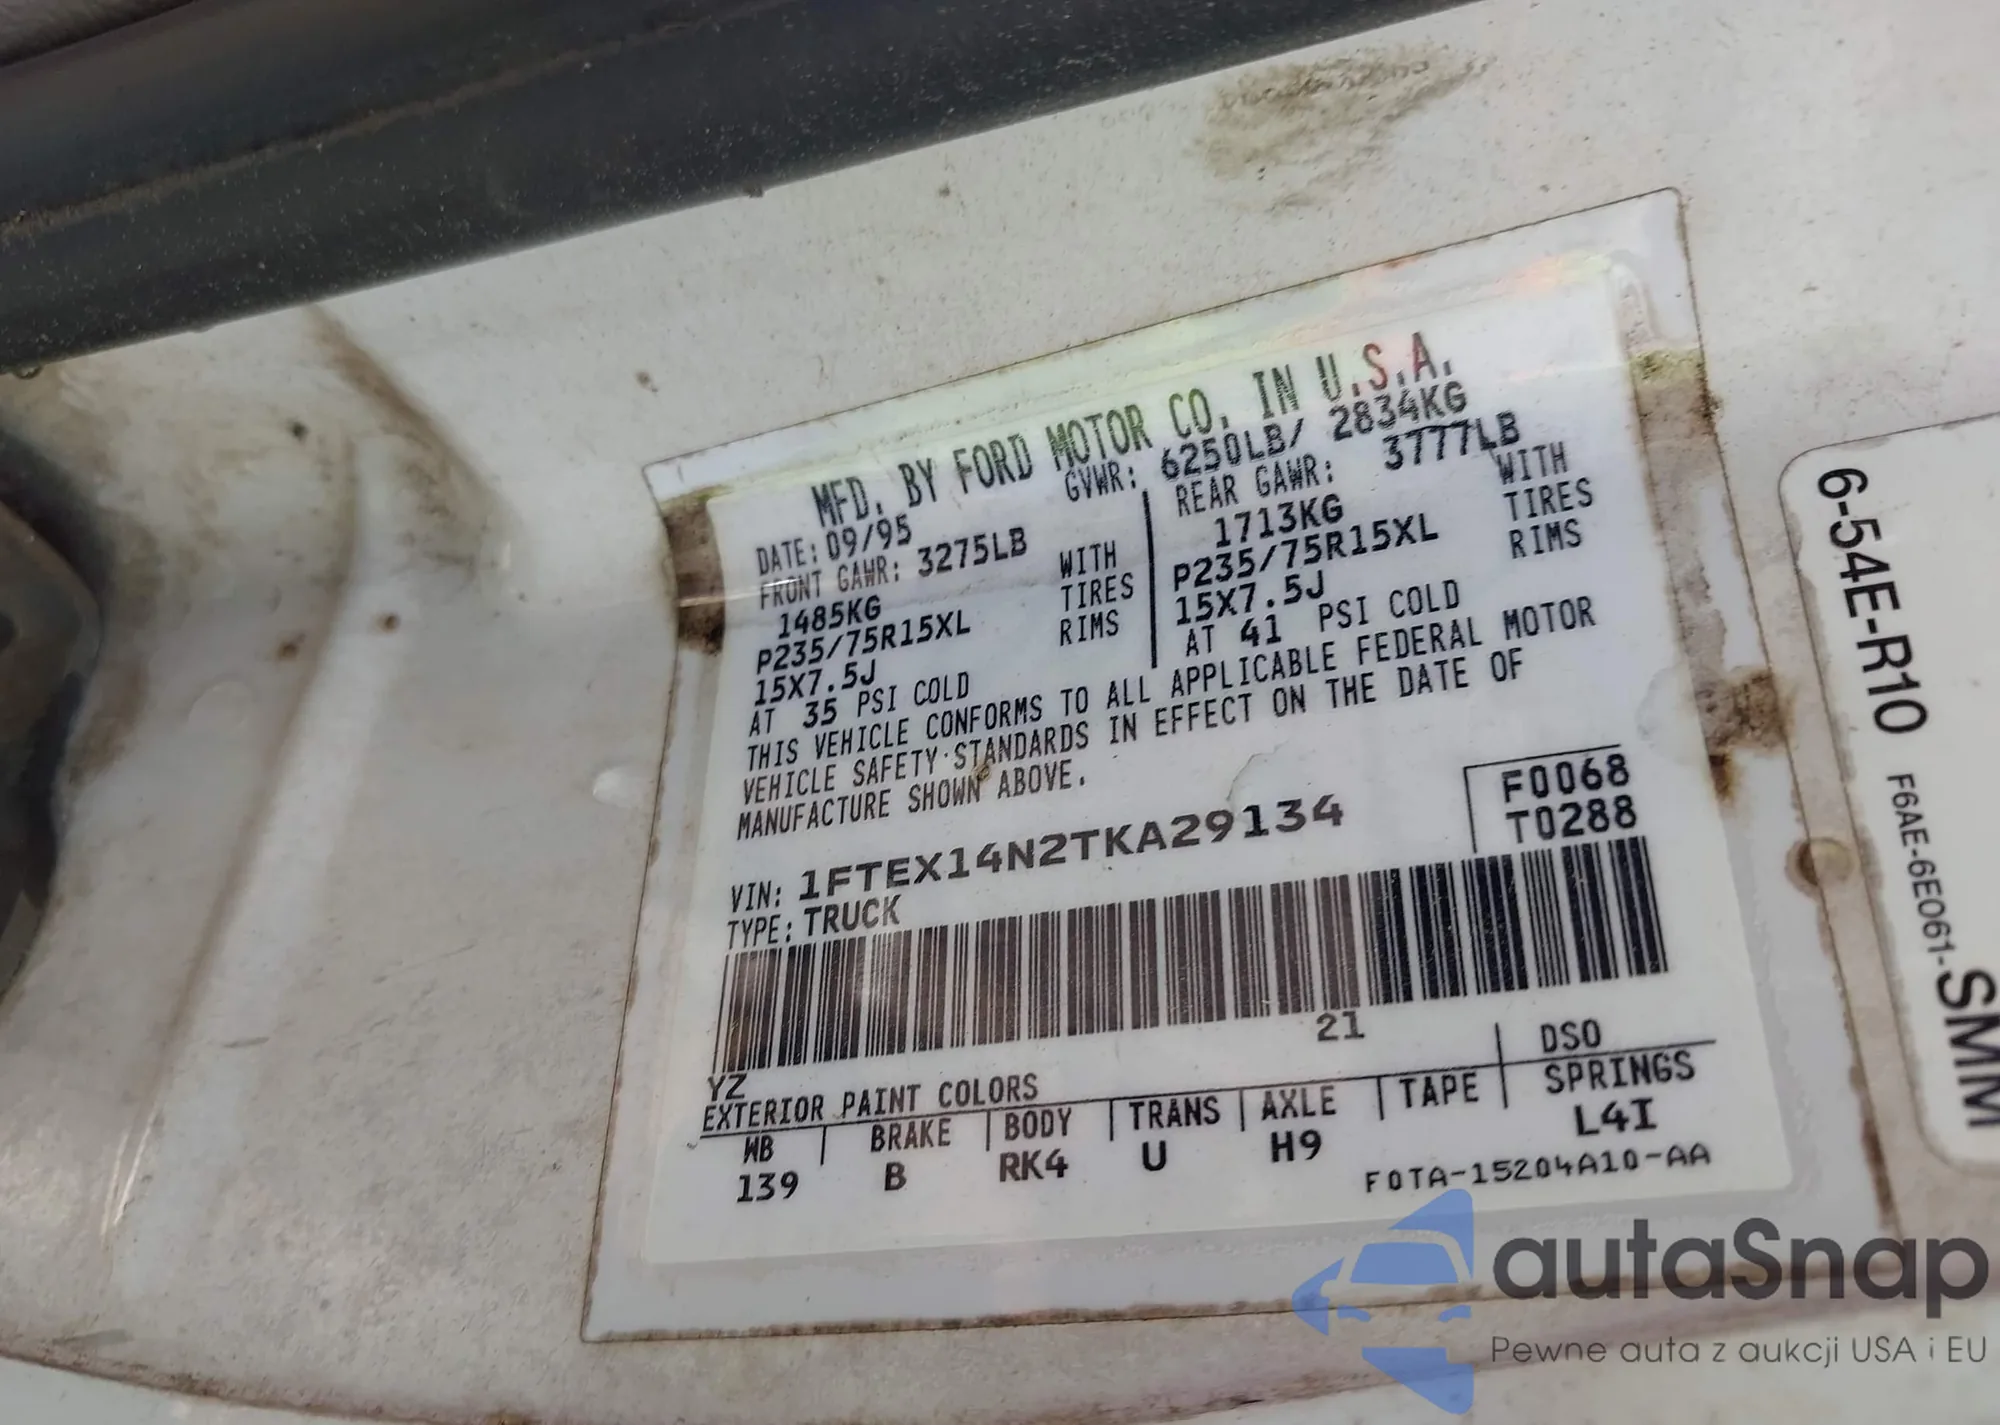 MFD. BY FORD MOTOR CO. IN U.S.A.
DATE: 09/95 GVWR: 6250LB/ 2834KG
FRONT GAWR: 3275LB REAR GAWR: 3777LB
1485KG WITH 1713KG WITH
P235/75R15XL TIRES P235/75R15XL TIRES
15X7.5J RIMS 15X7.5J RIMS
AT 35 PSI COLD AT 41 PSI COLD
THIS VEHICLE CONFORMS TO ALL APPLICABLE FEDERAL MOTOR
VEHICLE SAFETY STANDARDS IN EFFECT ON THE DATE OF
MANUFACTURE SHOWN ABOVE.
F0068
T0288
VIN: 1FTEX14N2TKA29134
TYPE: TRUCK
21
YZ DSO
EXTERIOR PAINT COLORS
WB BRAKE BODY TRANS AXLE TAPE SPRINGS
139 B RK4 U H9 L4I
F0TA-15204A10-AA
6-54E-R10 F6AE-6E061-SMM
autaSnap
Pewne auta z aukcji USA i EU